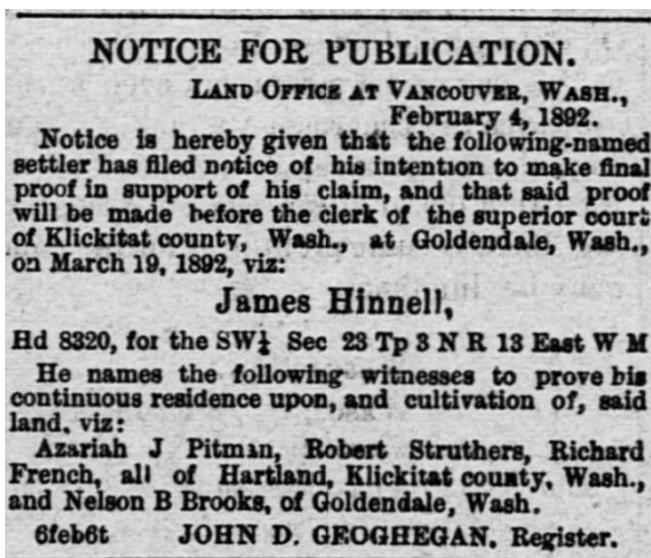 NOTICE FOR PUBLICATION.
LAND OFFICE AT VANCOUVER, WASH.,
February 4, 1892.
Notice is hereby given that the following-named
settler has filed notice of his intention to make final
proof in support of his claim, and that said proof
will be made before the clerk of the superior court
of Klickitat county, Wash., at Goldendale, Wash.,
on March 19, 1892, viz:
James Hinnell,
Hd 8320, for the SW¼ Sec 23 Tp 3 N R 13 East W M
He names the following witnesses to prove his
continuous residence upon, and cultivation of, said
land, viz:
Azariah J Pitman, Robert Struthers, Richard
French, all of Hartland, Klickitat county, Wash.,
and Nelson B Brooks, of Goldendale, Wash.
6feb6t JOHN D. GEOGHEGAN, Register.